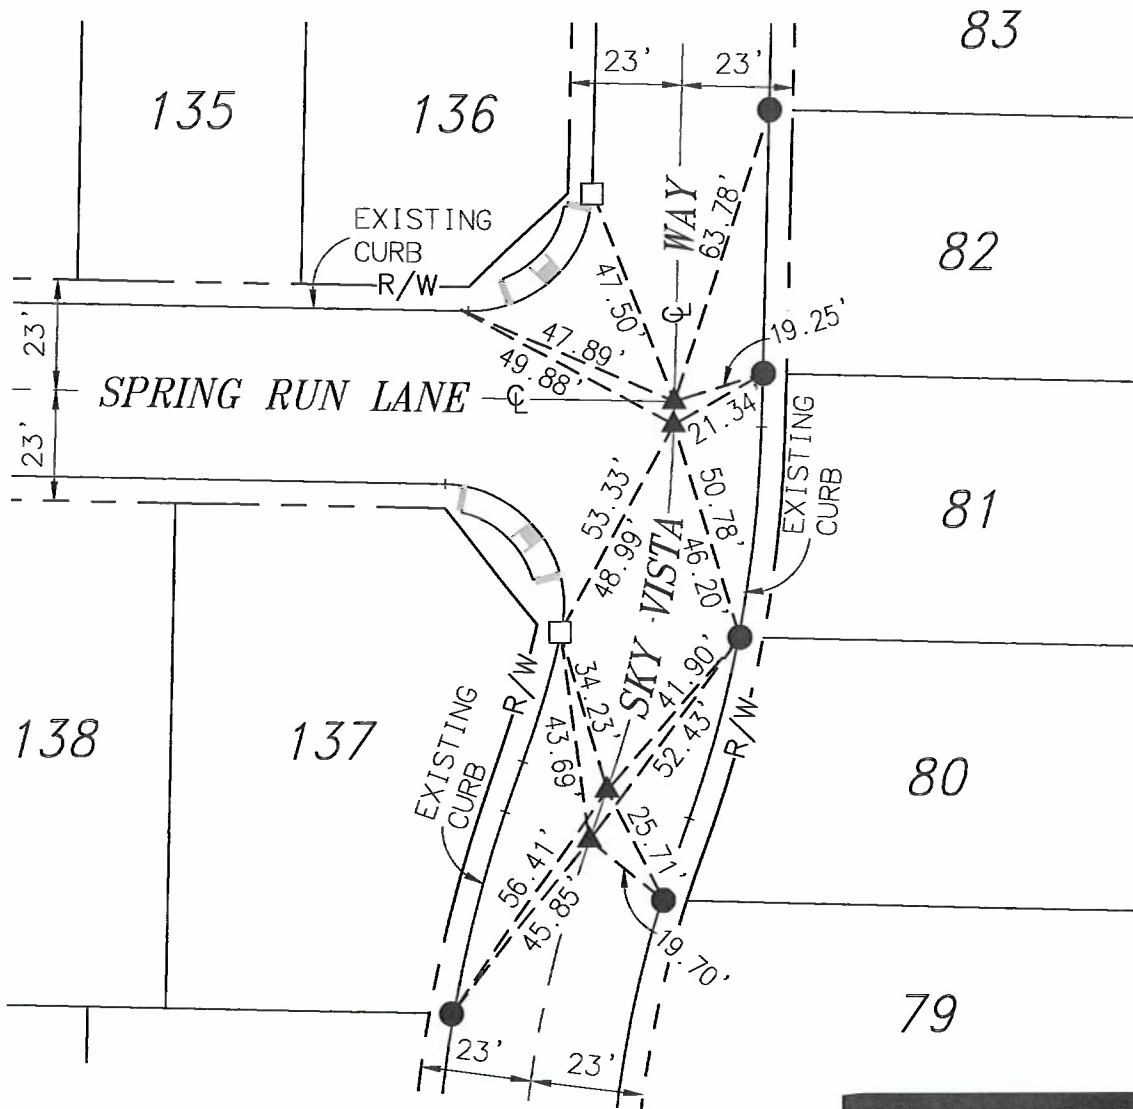 83
23'
23'
135
136
WAY
63.78'
EXISTING
CURB
82
R/W
47.50'
℄
19.25'
23'
47.89'
49.88'
SPRING RUN LANE
℄
21.34'
23'
EXISTING
CURB
53.33'
48.99'
50.78'
46.20'
81
SKY VISTA
34.23'
43.69'
41.90'
52.43'
R/W
R/W
138
137
EXISTING
CURB
80
25.71'
56.41'
45.85'
19.70'
79
23'
23'